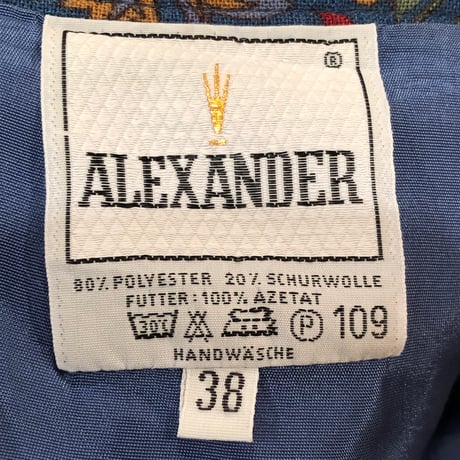 ®
ALEXANDER
80% POLYESTER 20% SCHURWOLLE
FUTTER: 100% AZETAT
30°C P 109
HANDWÄSCHE
38